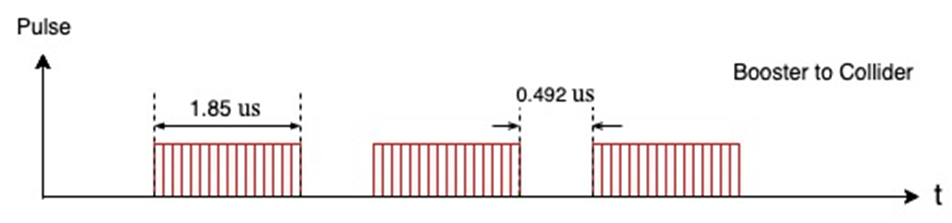 Pulse
Booster to Collider
0.492 us
1.85 us
t